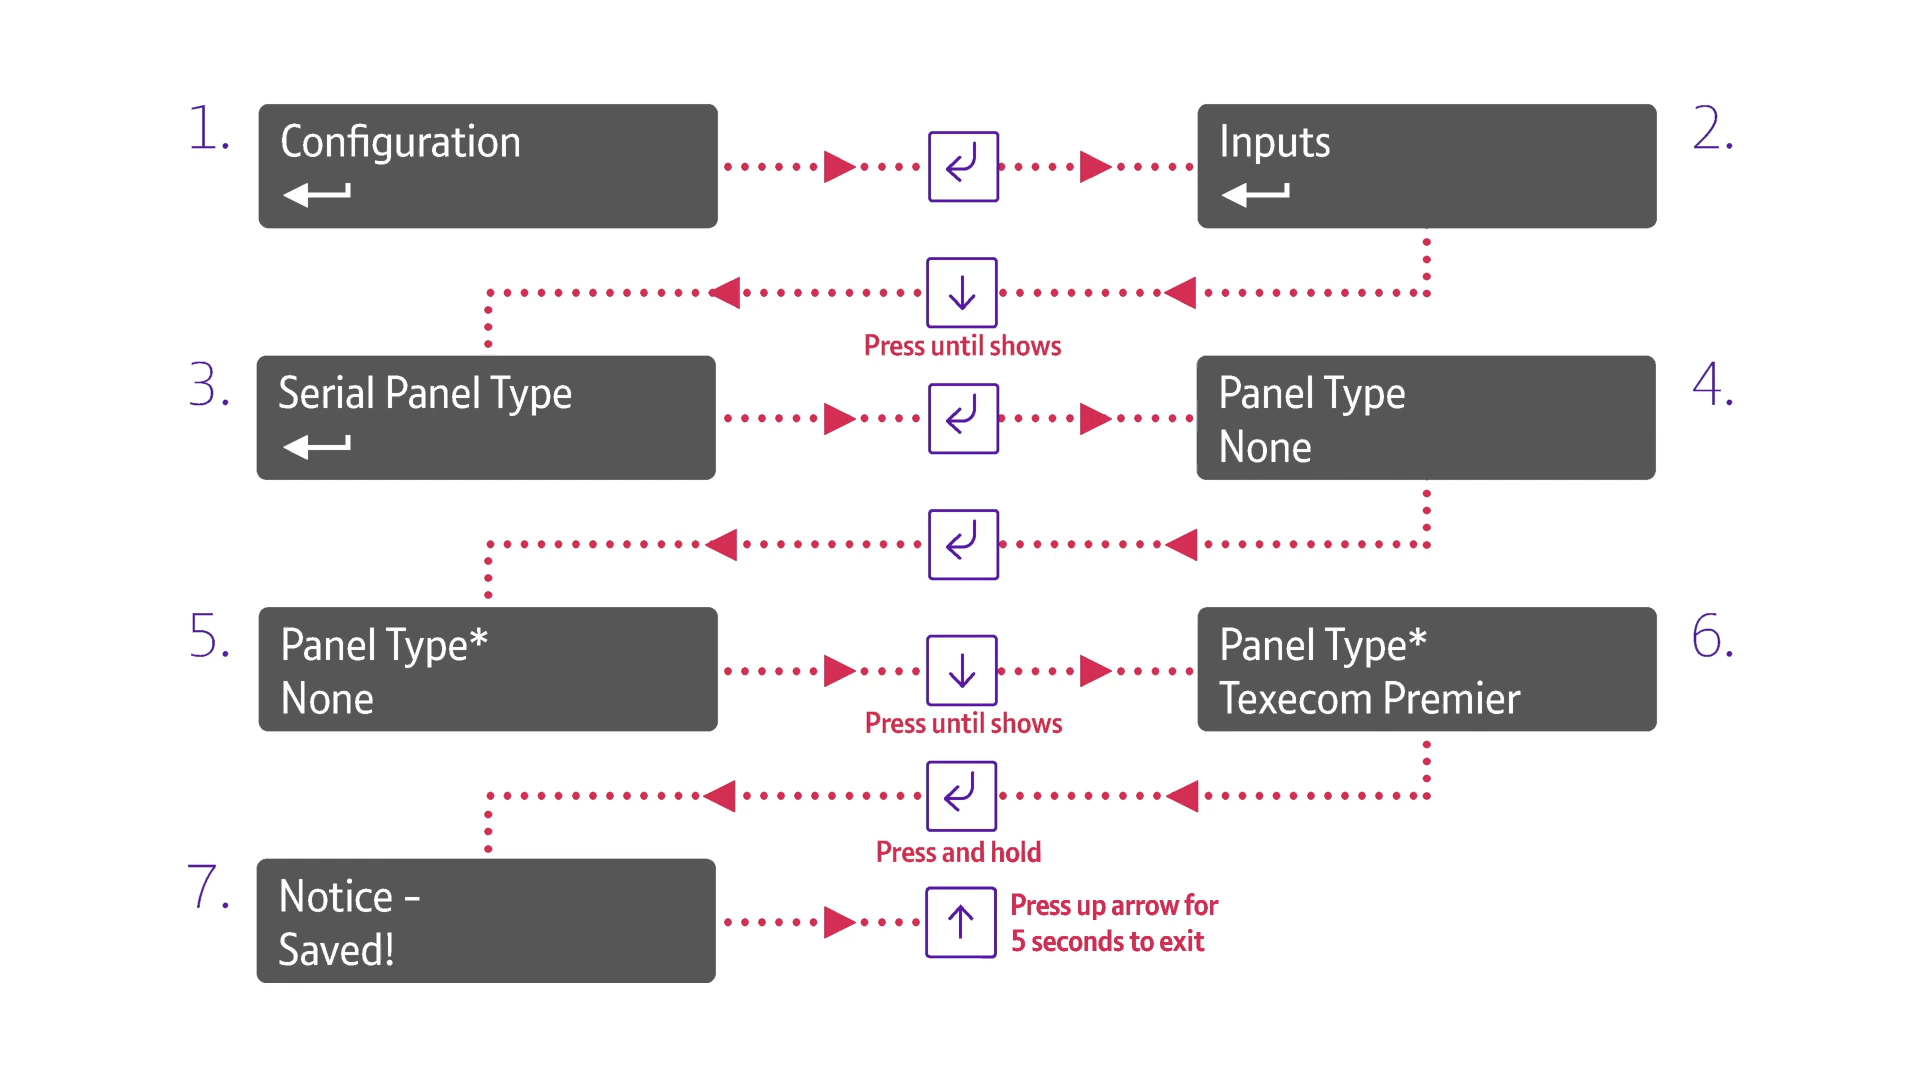 1.
Configuration
Inputs
2.
Press until shows
3.
Serial Panel Type
Panel Type
None
4.
5.
Panel Type*
None
Press until shows
Panel Type*
Texecom Premier
6.
Press and hold
7.
Notice -
Saved!
Press up arrow for
5 seconds to exit